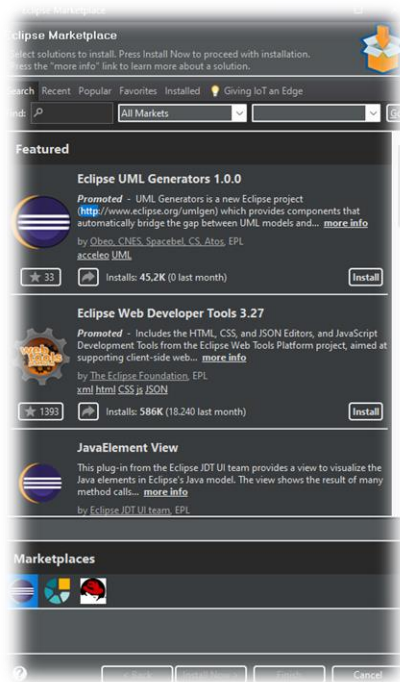 Eclipse Marketplace
Eclipse Marketplace
Select solutions to install. Press Install Now to proceed with installation.
Press the "more info" link to learn more about a solution.
Search Recent Popular Favorites Installed Giving IoT an Edge
Find: All Markets Go
Featured
Eclipse UML Generators 1.0.0
Promoted - UML Generators is a new Eclipse project
(http://www.eclipse.org/umlgen) which provides components that
automatically bridge the gap between UML models and... more info
by Obeo, CNES, Spacebel, CS, Atos, EPL
acceleo UML
33 Installs: 45,2K (0 last month) Install
Eclipse Web Developer Tools 3.27
Promoted - Includes the HTML, CSS, and JSON Editors, and JavaScript
Development Tools from the Eclipse Web Tools Platform project, aimed at
supporting client-side web... more info
by The Eclipse Foundation, EPL
xml html CSS js JSON
1393 Installs: 586K (18.240 last month) Install
JavaElement View
This plug-in from the Eclipse JDT UI team provides a view to visualize the
Java elements in Eclipse's Java model. The view shows the result of many
method calls... more info
by Eclipse JDT UI team, EPL
Marketplaces
? < Back Install Now > Finish Cancel